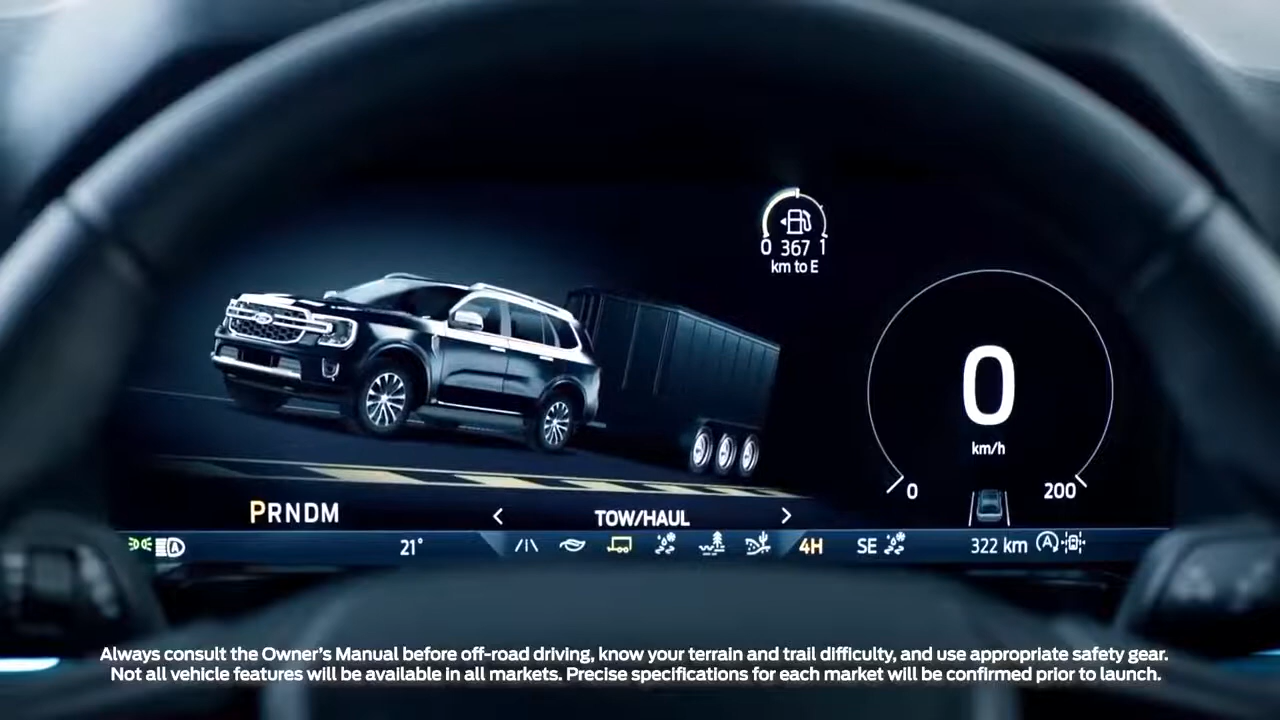 0 367 1
km to E
0
km/h
0 200
PRNDM
< TOW/HAUL >
21°
4H
SE
322 km
Always consult the Owner's Manual before off-road driving, know your terrain and trail difficulty, and use appropriate safety gear.
Not all vehicle features will be available in all markets. Precise specifications for each market will be confirmed prior to launch.